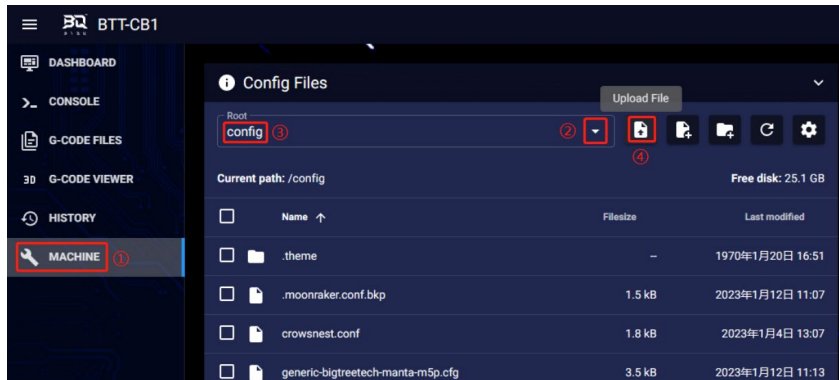 BQ BTT-CB1
DASHBOARD
CONSOLE
G-CODE FILES
3D G-CODE VIEWER
HISTORY
MACHINE ①
Config Files
Upload File
Root
config ③
②
④
Current path: /config
Free disk: 25.1 GB
Name ↑ Filesize Last modified
.theme -- 1970年1月20日 16:51
.moonraker.conf.bkp 1.5 kB 2023年1月12日 11:07
crowsnest.conf 1.8 kB 2023年1月4日 13:07
generic-bigtreetech-manta-m5p.cfg 3.5 kB 2023年1月12日 11:13